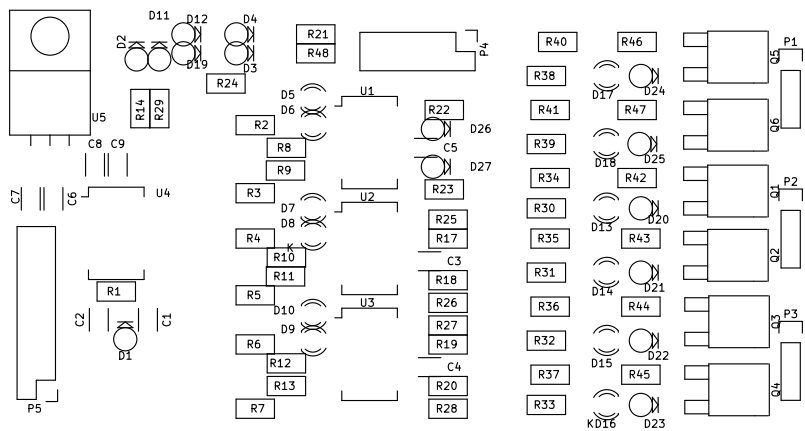 D11 D12 D4 R21 R40 R46 P1
D2 R48 P4 Q5
D19 D3 R38 D17 D24
R24
U5 R14 R29 D5 U1 R41 R47
D6 R22 Q6
R2 D26
C8 C9 R8 C5 R39 D18 D25
R9 D27 R34 R42
C7 C6 U4 R3 R23 Q1 P2
D7 U2 R30 D13 D20
D8 R25
R4 K R17 R35 R43 Q2
R10 C3
R11 R18 R31 D14 D21
R1 R5 R26 R36 R44
D10 U3 P3
C2 C1 D9 R27 Q3
R6 R19 R32 D15 D22
D1 R12 C4
R13 R20 R37 R45 Q4
P5 R7 R28 R33 KD16 D23